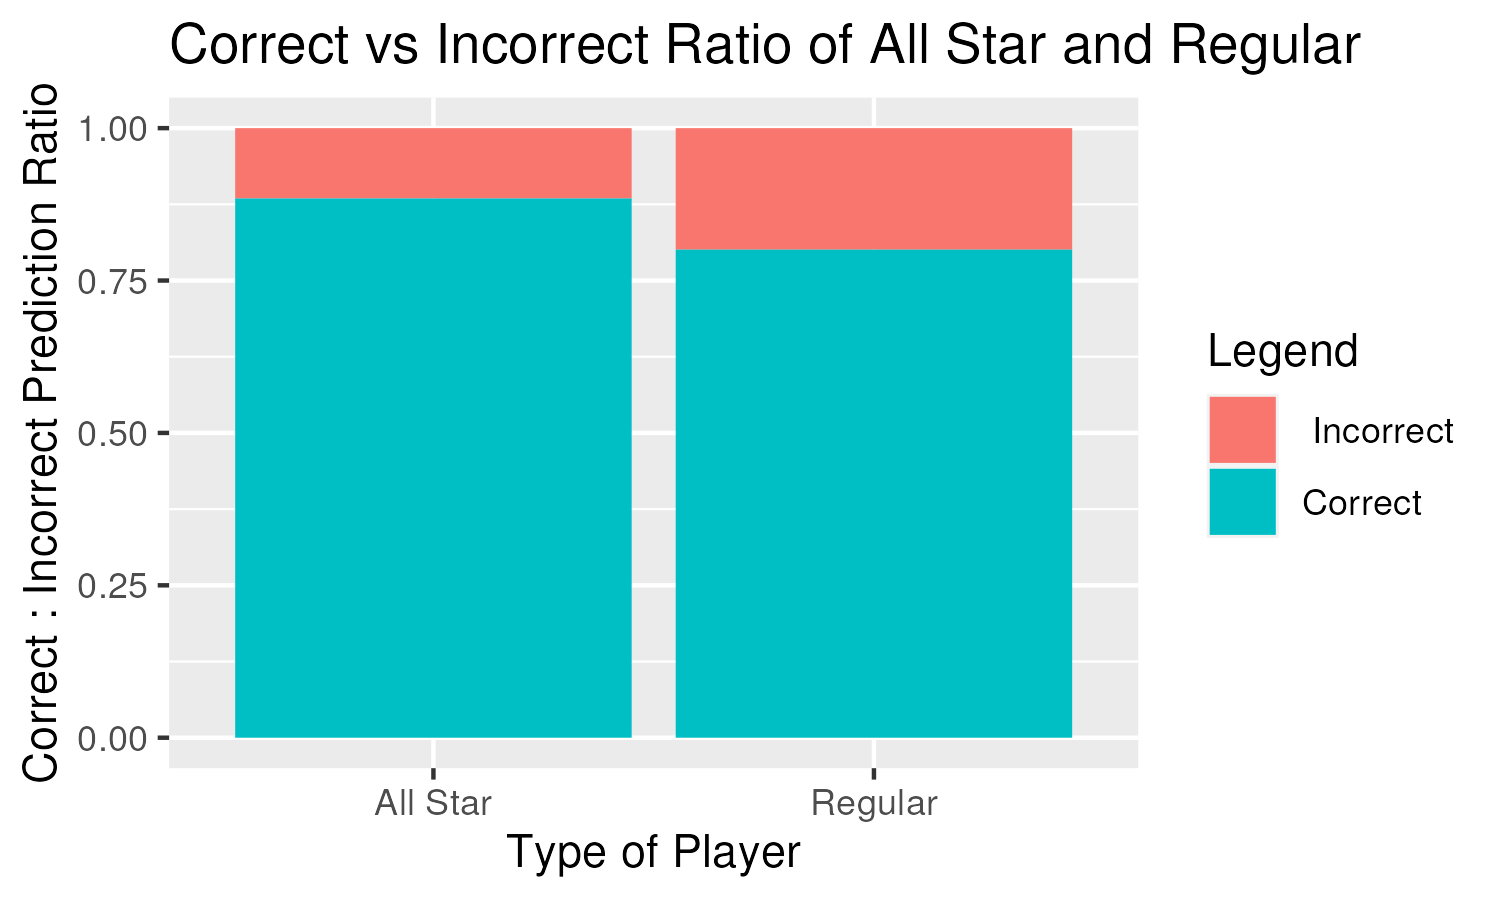 Correct vs Incorrect Ratio of All Star and Regular
Correct : Incorrect Prediction Ratio
1.00
0.75
0.50
0.25
0.00
All Star
Regular
Type of Player
Legend
Incorrect
Correct